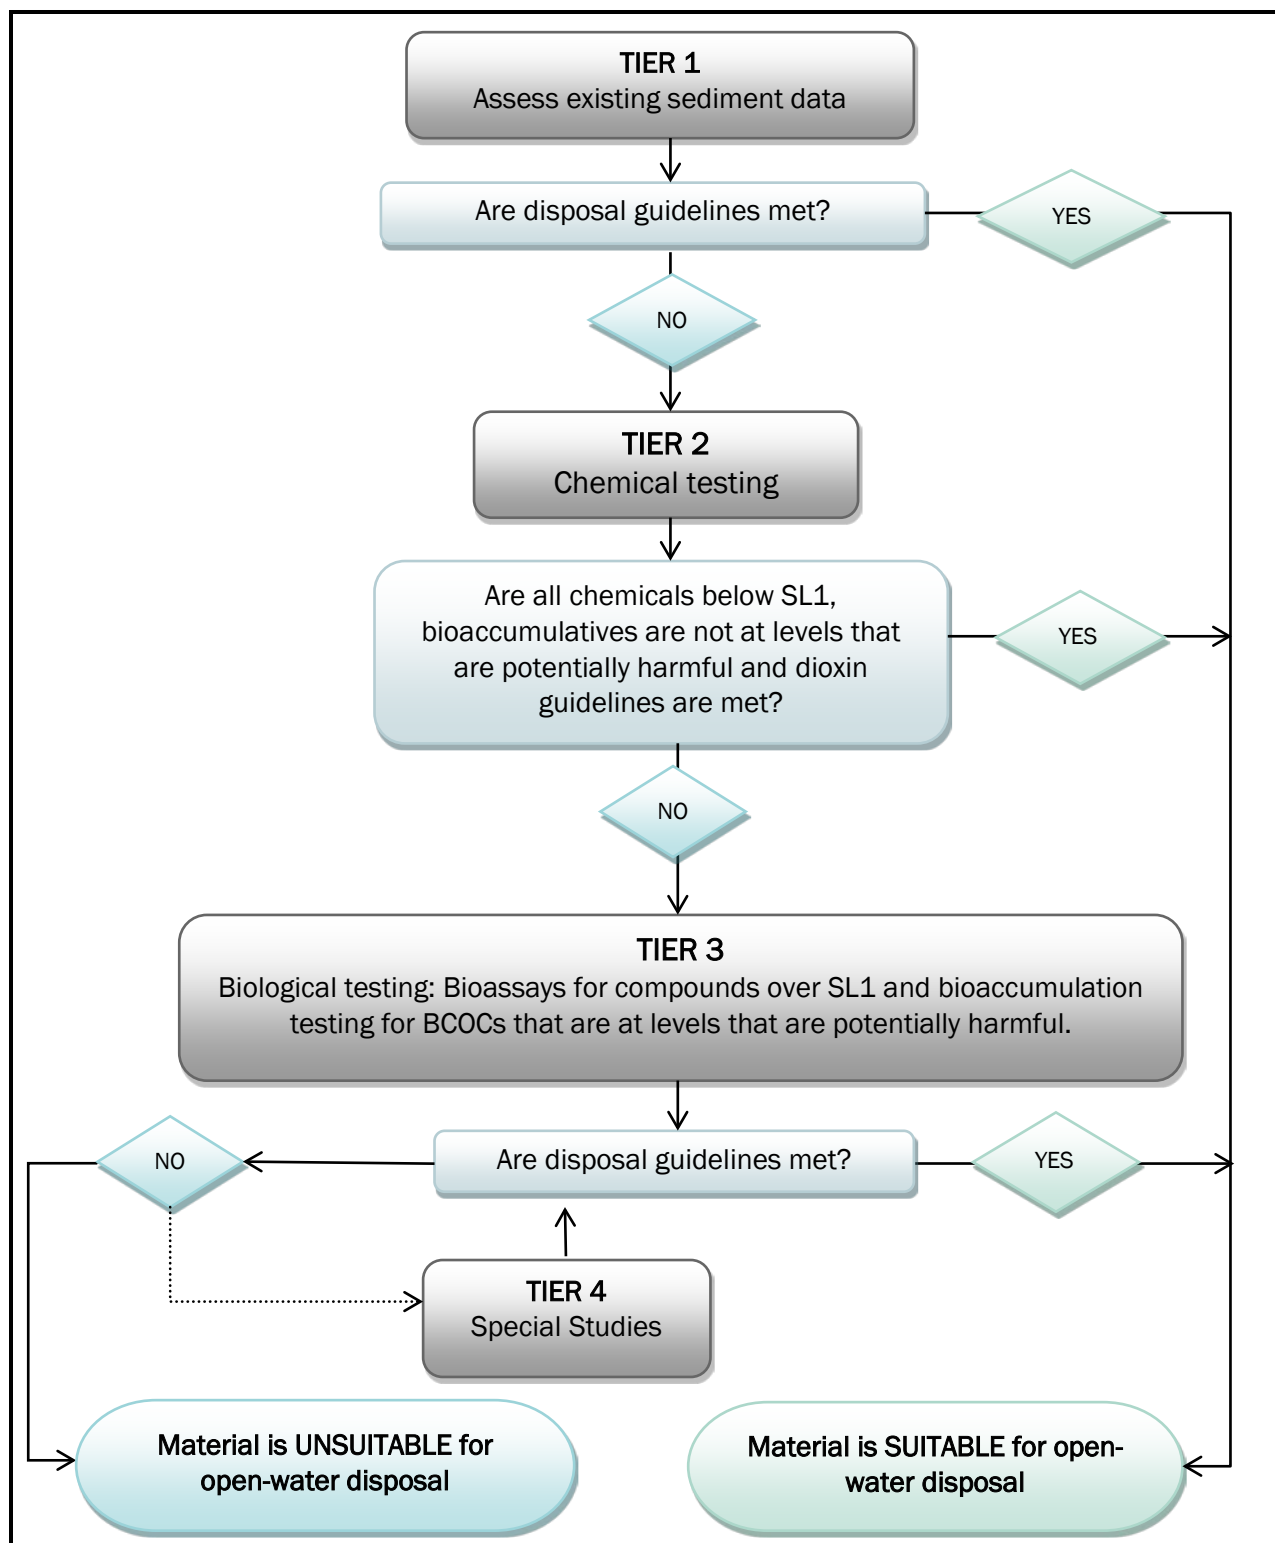 TIER 1
Assess existing sediment data
Are disposal guidelines met?
YES
NO
TIER 2
Chemical testing
Are all chemicals below SL1,
bioaccumulatives are not at levels that
are potentially harmful and dioxin
guidelines are met?
YES
NO
TIER 3
Biological testing: Bioassays for compounds over SL1 and bioaccumulation
testing for BCOCs that are at levels that are potentially harmful.
NO
Are disposal guidelines met?
YES
TIER 4
Special Studies
Material is UNSUITABLE for
open-water disposal
Material is SUITABLE for open-
water disposal